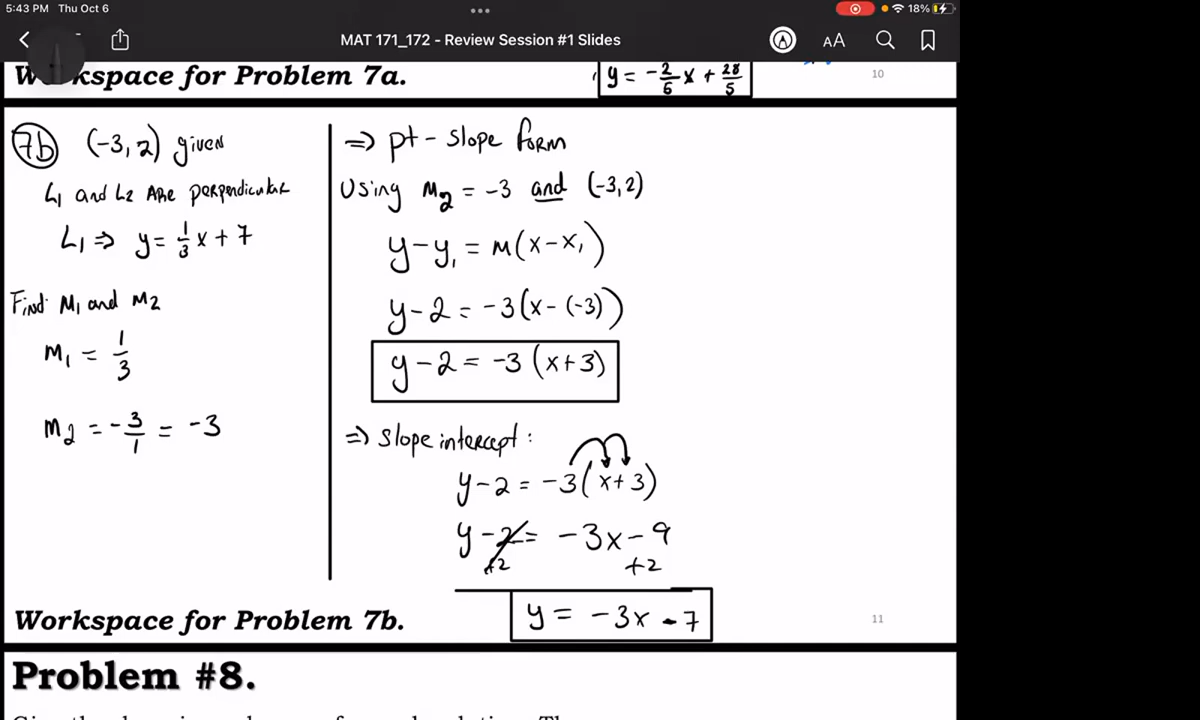 5:43 PM Thu Oct 6
18%
MAT 171_172 - Review Session #1 Slides
AA
Workspace for Problem 7a.
y = -2/5 x + 28/5
10
7b (-3, 2) given
L1 and L2 Are perpendicular
L1 ⇒ y = 1/3 x + 7
Find: M1 and M2
M1 = 1/3
M2 = -3/1 = -3
⇒ pt - slope form
Using M2 = -3 and (-3, 2)
y - y1 = M(x - x1)
y - 2 = -3(x - (-3))
y - 2 = -3(x+3)
⇒ Slope intercept:
y - 2 = -3(x+3)
y - 2 = -3x - 9
+2 +2
y = -3x - 7
Workspace for Problem 7b.
11
Problem #8.